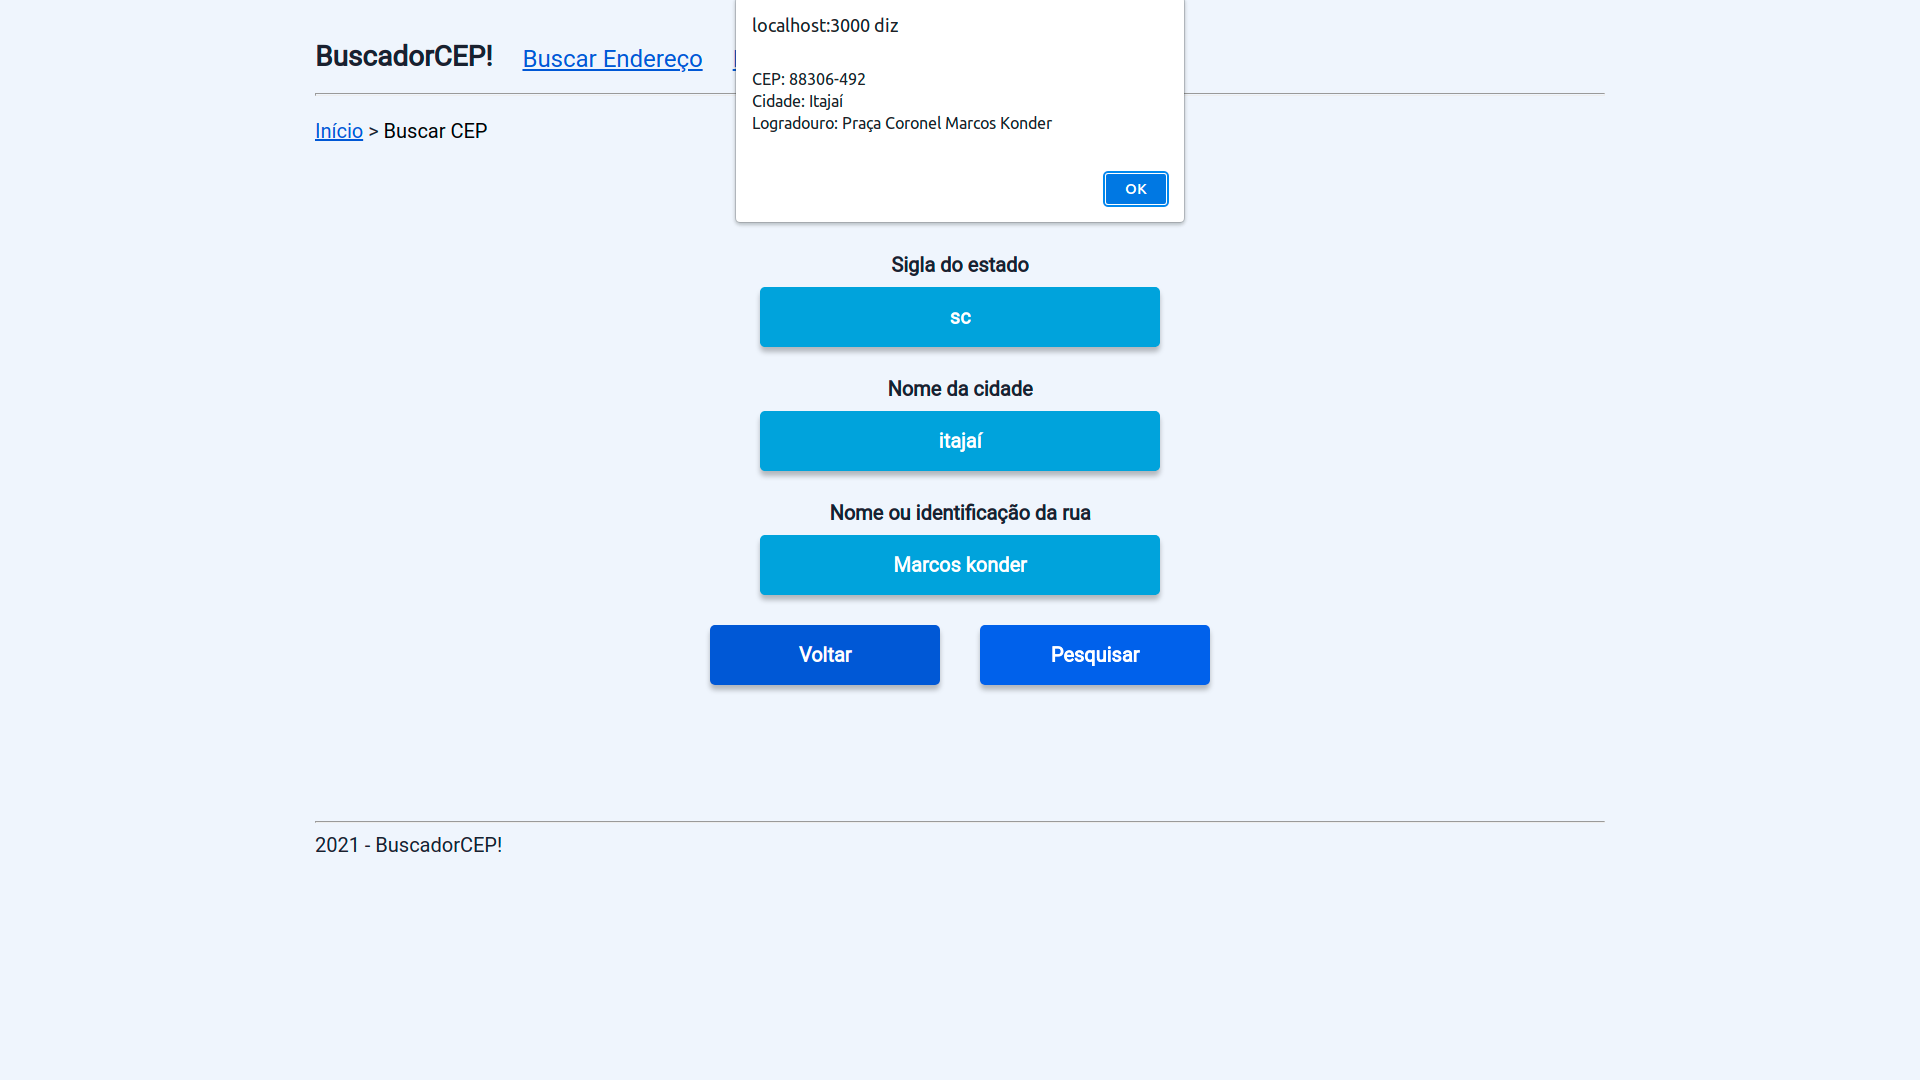 localhost:3000 diz
CEP: 88306-492
Cidade: Itajaí
Logradouro: Praça Coronel Marcos Konder
OK
BuscadorCEP! Buscar Endereço
Início > Buscar CEP
Sigla do estado
sc
Nome da cidade
itajaí
Nome ou identificação da rua
Marcos konder
Voltar Pesquisar
2021 - BuscadorCEP!